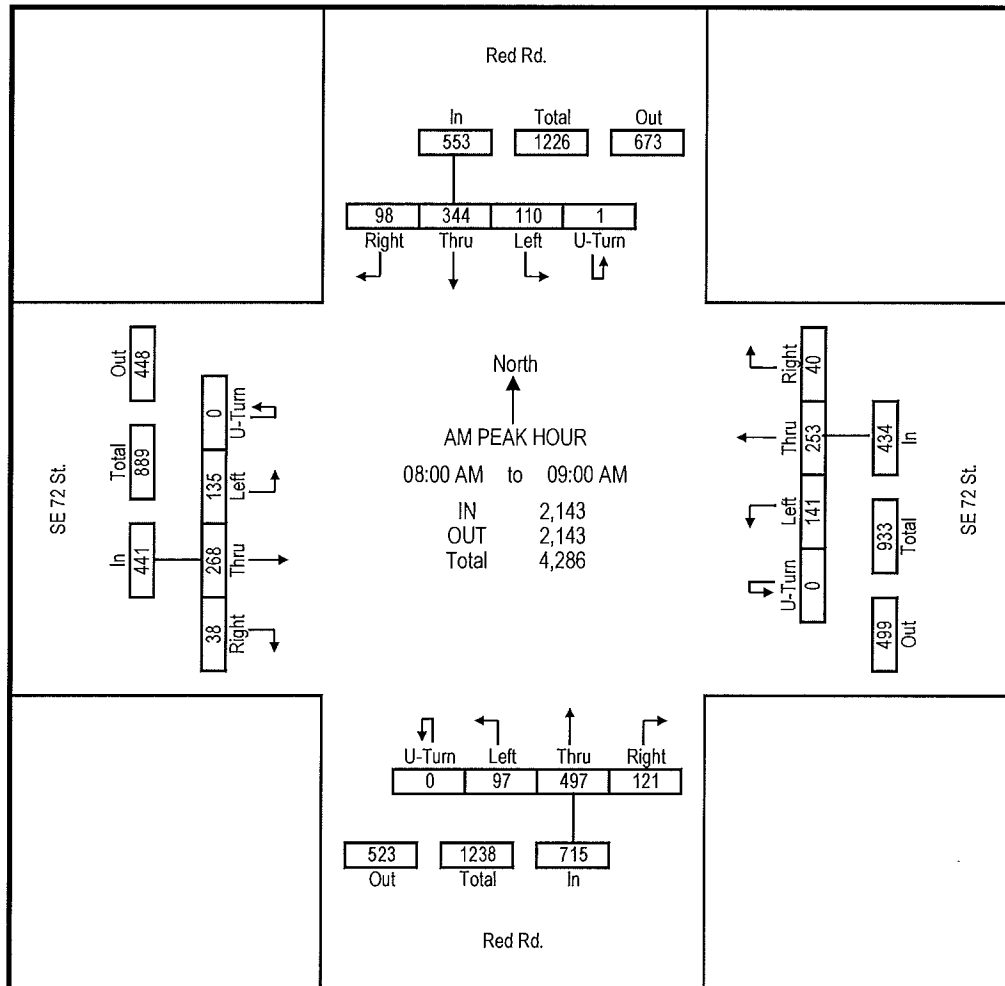 Red Rd.
In Total Out
553 1226 673
98 344 110 1
Right Thru Left U-Turn
SE 72 St.
Out 448
Total 889
In 441
0 U-Turn
135 Left
268 Thru
38 Right
North
AM PEAK HOUR
08:00 AM to 09:00 AM
IN 2,143
OUT 2,143
Total 4,286
Right 40
Thru 253
Left 141
U-Turn 0
434 In
933 Total
499 Out
SE 72 St.
U-Turn Left Thru Right
0 97 497 121
523 1238 715
Out Total In
Red Rd.